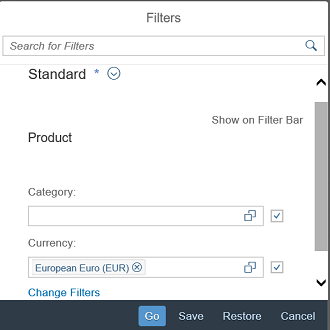 Filters
Search for Filters
Standard *
Show on Filter Bar
Product
Category:
Currency:
European Euro (EUR)
Change Filters
Go Save Restore Cancel